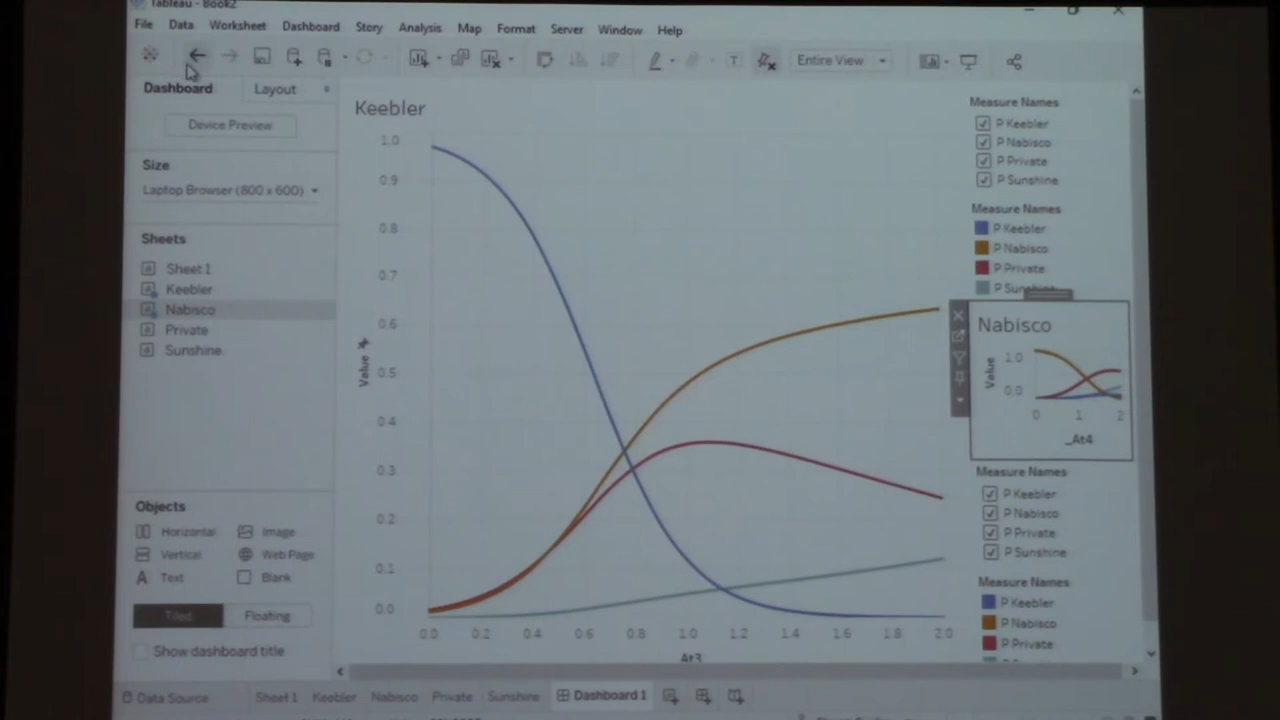 Tableau - Book2
File Data Worksheet Dashboard Story Analysis Map Format Server Window Help
Entire View
Dashboard Layout
Device Preview
Size
Laptop Browser (800 x 600)
Sheets
Sheet 1
Keebler
Nabisco
Private
Sunshine
Objects
Horizontal Image
Vertical Web Page
A Text Blank
Tiled Floating
Show dashboard title
Keebler
1.0
0.9
0.8
0.7
0.6
0.5
0.4
0.3
0.2
0.1
0.0
Value
0.0 0.2 0.4 0.6 0.8 1.0 1.2 1.4 1.6 1.8 2.0
At3
Measure Names
P Keebler
P Nabisco
P Private
P Sunshine
Measure Names
P Keebler
P Nabisco
P Private
P Sunshine
Nabisco
Value
1.0
0.0
0 1 2
_At4
Measure Names
P Keebler
P Nabisco
P Private
P Sunshine
Measure Names
P Keebler
P Nabisco
P Private
Data Source Sheet 1 Keebler Nabisco Private Sunshine Dashboard 1